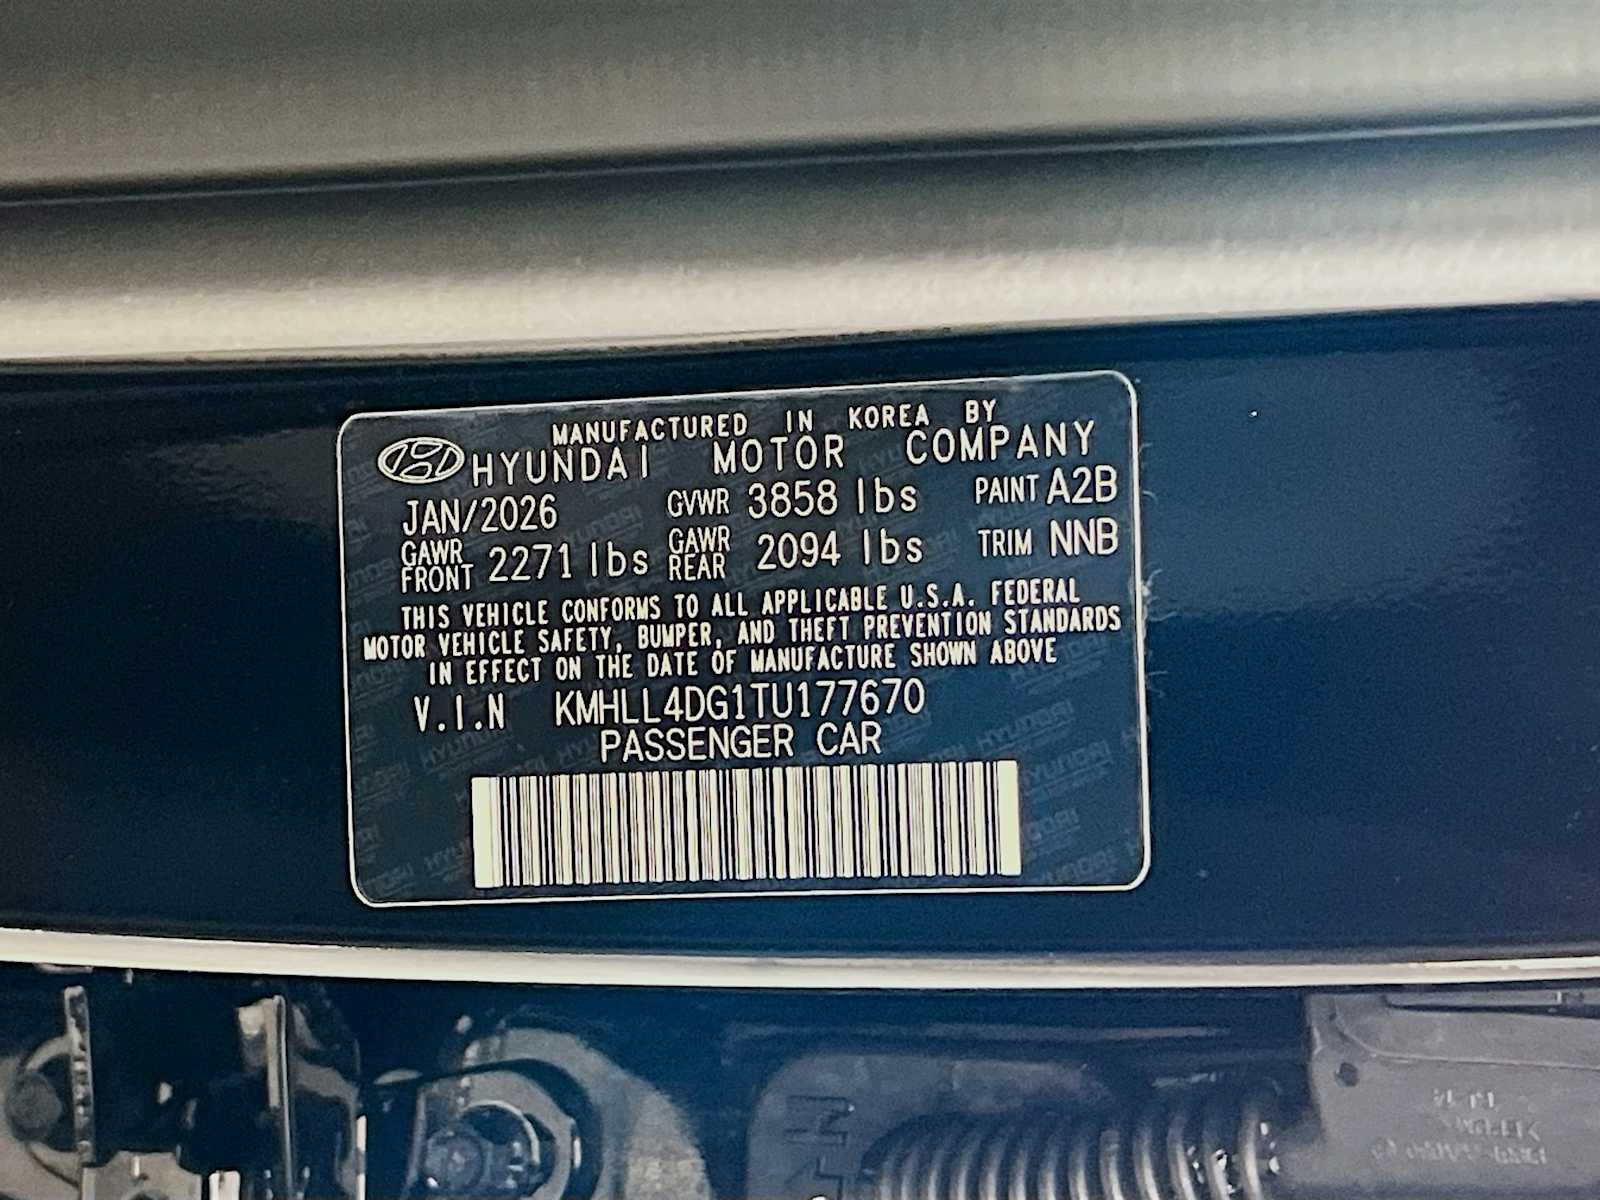 MANUFACTURED IN KOREA BY
HYUNDAI MOTOR COMPANY
JAN/2026 GVWR 3858 lbs PAINT A2B
GAWR FRONT 2271 lbs GAWR REAR 2094 lbs TRIM NNB
THIS VEHICLE CONFORMS TO ALL APPLICABLE U.S.A. FEDERAL
MOTOR VEHICLE SAFETY, BUMPER, AND THEFT PREVENTION STANDARDS
IN EFFECT ON THE DATE OF MANUFACTURE SHOWN ABOVE
V.I.N KMHLL4DG1TU177670
PASSENGER CAR